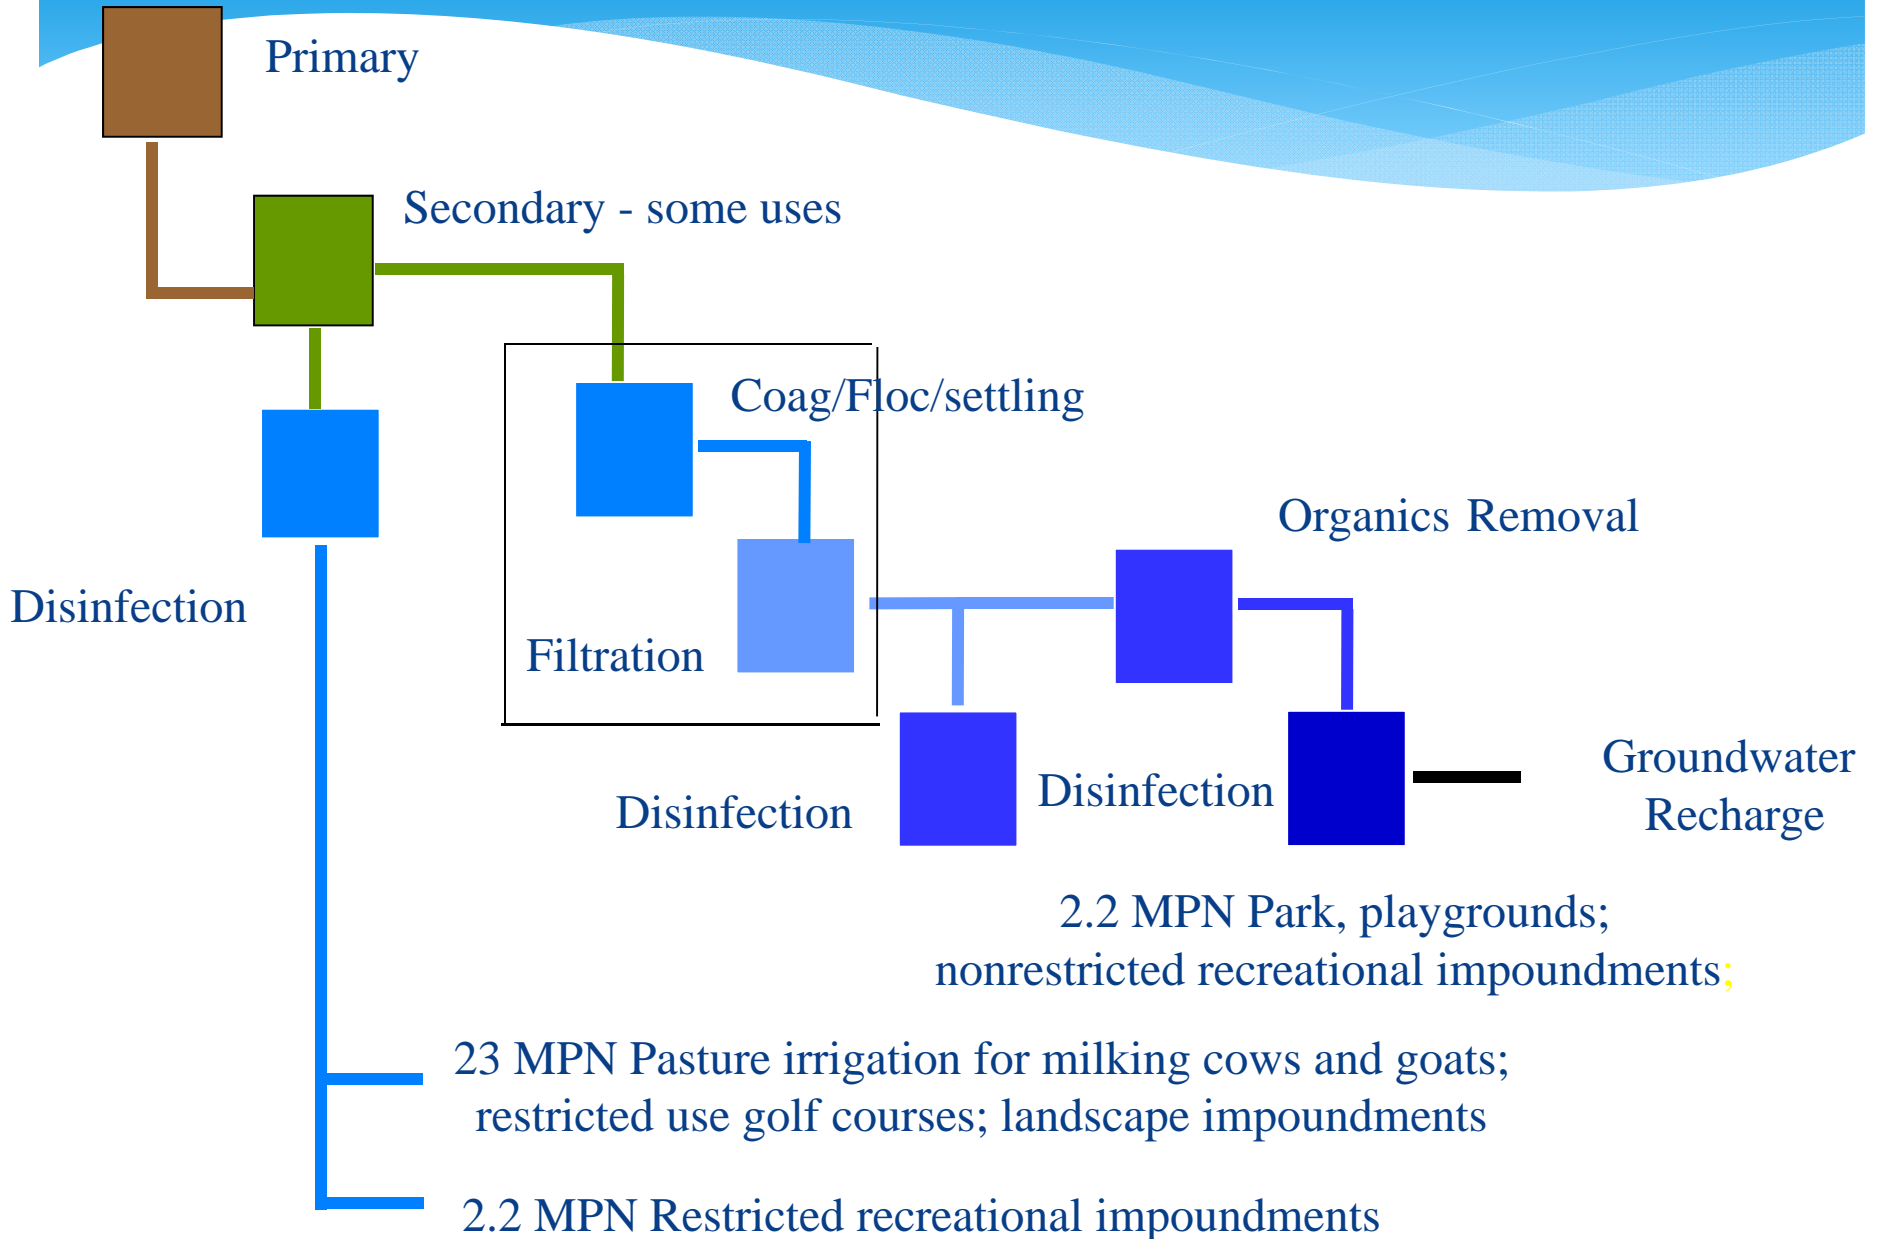 Primary
Secondary - some uses
Coag/Floc/settling
Organics Removal
Disinfection
Filtration
Groundwater
Recharge
Disinfection
Disinfection
2.2 MPN Park, playgrounds;
nonrestricted recreational impoundments;
23 MPN Pasture irrigation for milking cows and goats;
restricted use golf courses; landscape impoundments
2.2 MPN Restricted recreational impoundments